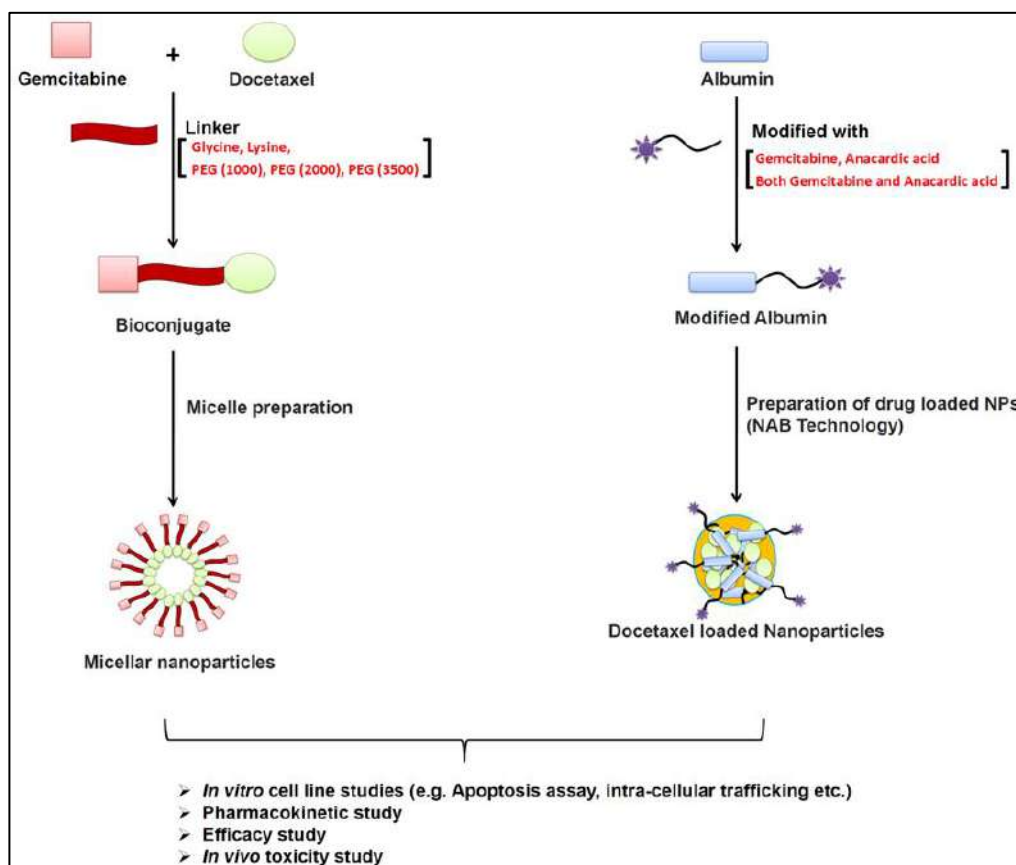 +
Gemcitabine
Docetaxel
Linker
Glycine, Lysine,
PEG (1000), PEG (2000), PEG (3500)
Bioconjugate
Micelle preparation
Micellar nanoparticles
Albumin
Modified with
Gemcitabine, Anacardic acid
Both Gemcitabine and Anacardic acid
Modified Albumin
Preparation of drug loaded NPs
(NAB Technology)
Docetaxel loaded Nanoparticles
➢ In vitro cell line studies (e.g. Apoptosis assay, intra-cellular trafficking etc.)
➢ Pharmacokinetic study
➢ Efficacy study
➢ In vivo toxicity study